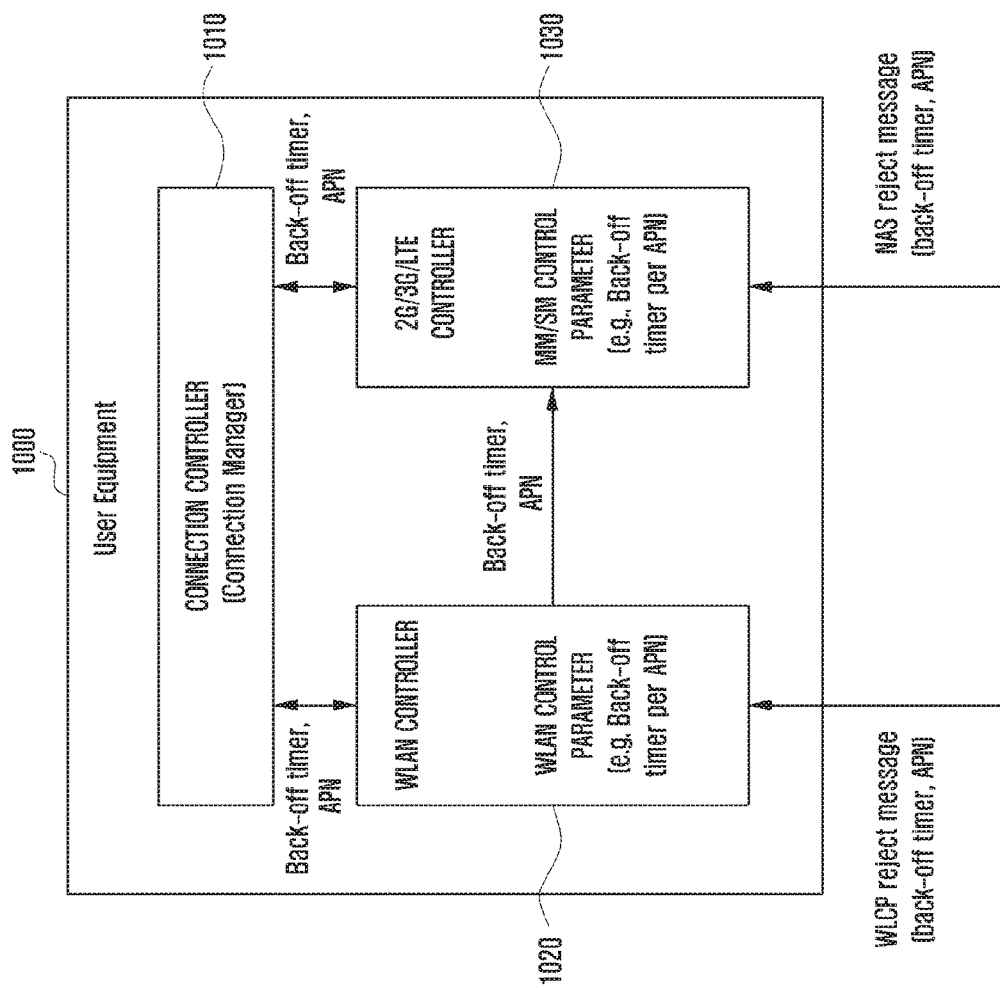 1000
User Equipment
1010
CONNECTION CONTROLLER
(Connection Manager)
Back-off timer,
APN
Back-off timer,
APN
1020
WLAN CONTROLLER
WLAN CONTROL
PARAMETER
(e.g. Back-off
timer per APN)
Back-off timer,
APN
1030
2G/3G/LTE
CONTROLLER
MM/SM CONTROL
PARAMETER
(e.g., Back-off
timer per APN)
WLCP reject message
(back-off timer, APN)
NAS reject message
(back-off timer, APN)